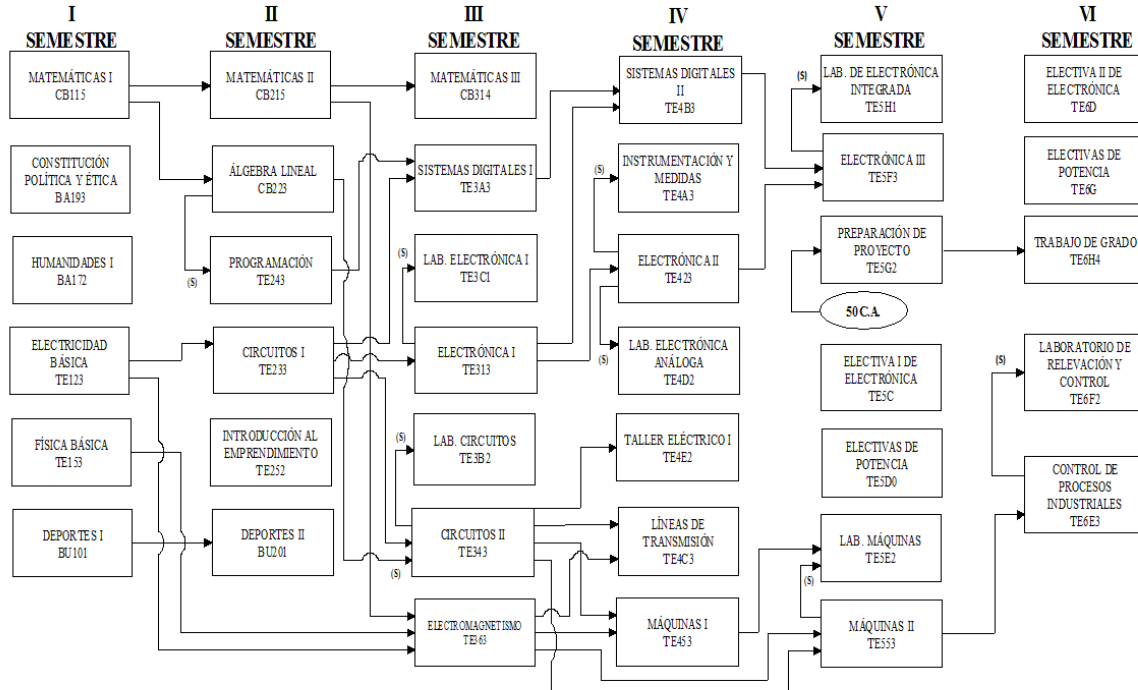 I
SEMESTRE
MATEMÁTICAS I
CB115
CONSTITUCIÓN
POLÍTICA Y ÉTICA
BA193
HUMANIDADES I
BA172
ELECTRICIDAD
BÁSICA
TE123
FÍSICA BÁSICA
TE153
DEPORTES I
BU101
II
SEMESTRE
MATEMÁTICAS II
CB215
ÁLGEBRA LINEAL
CB223
(S)
PROGRAMACIÓN
TE243
CIRCUITOS I
TE233
INTRODUCCIÓN AL
EMPRENDIMIENTO
TE252
DEPORTES II
BU201
III
SEMESTRE
MATEMÁTICAS III
CB314
SISTEMAS DIGITALES I
TE3A3
(S)
LAB. ELECTRÓNICA I
TE3C1
ELECTRÓNICA I
TE313
(S)
LAB. CIRCUITOS
TE3B2
CIRCUITOS II
TE343
(S)
ELECTROMAGNETISMO
TE363
IV
SEMESTRE
SISTEMAS DIGITALES
II
TE4B3
(S)
INSTRUMENTACIÓN Y
MEDIDAS
TE4A3
ELECTRÓNICA II
TE423
(S)
LAB. ELECTRÓNICA
ANÁLOGA
TE4D2
TALLER ELÉCTRICO I
TE4E2
LÍNEAS DE
TRANSMISIÓN
TE4C3
MÁQUINAS I
TE453
V
SEMESTRE
(S)
LAB. DE ELECTRÓNICA
INTEGRADA
TE5H1
ELECTRÓNICA III
TE5F3
PREPARACIÓN DE
PROYECTO
TE5G2
50 C.A.
ELECTIVA I DE
ELECTRÓNICA
TE5C
ELECTIVAS DE
POTENCIA
TE5D0
LAB. MÁQUINAS
TE5E2
(S)
MÁQUINAS II
TE553
VI
SEMESTRE
ELECTIVA II DE
ELECTRÓNICA
TE6D
ELECTIVAS DE
POTENCIA
TE6G
TRABAJO DE GRADO
TE6H4
(S)
LABORATORIO DE
RELEVACIÓN Y
CONTROL
TE6F2
CONTROL DE
PROCESOS
INDUSTRIALES
TE6E3